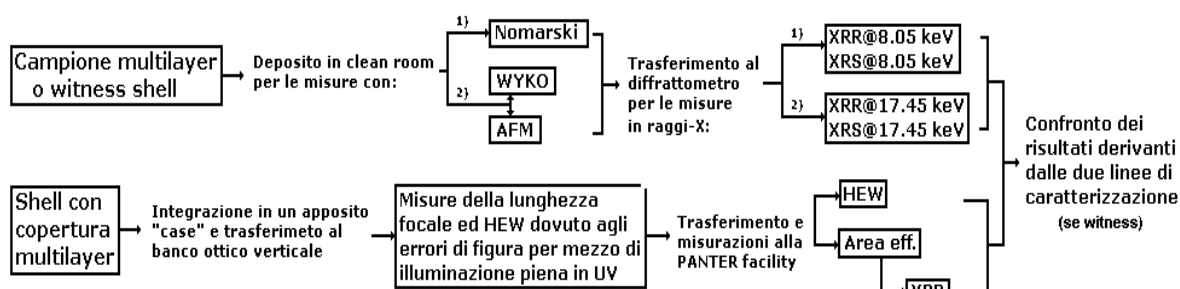 Campione multilayer
o witness shell
Deposito in clean room
per le misure con:
1)
Nomarski
2)
WYKO
AFM
Trasferimento al
diffrattometro
per le misure
in raggi-X:
1)
XRR@8.05 keV
XRS@8.05 keV
2)
XRR@17.45 keV
XRS@17.45 keV
Confronto dei
risultati derivanti
dalle due linee di
caratterizzazione
(se witness)
Shell con
copertura
multilayer
Integrazione in un apposito
"case" e trasferimeto al
banco ottico verticale
Misure della lunghezza
focale ed HEW dovuto agli
errori di figura per mezzo di
illuminazione piena in UV
Trasferimento e
misurazioni alla
PANTER facility
HEW
Area eff.